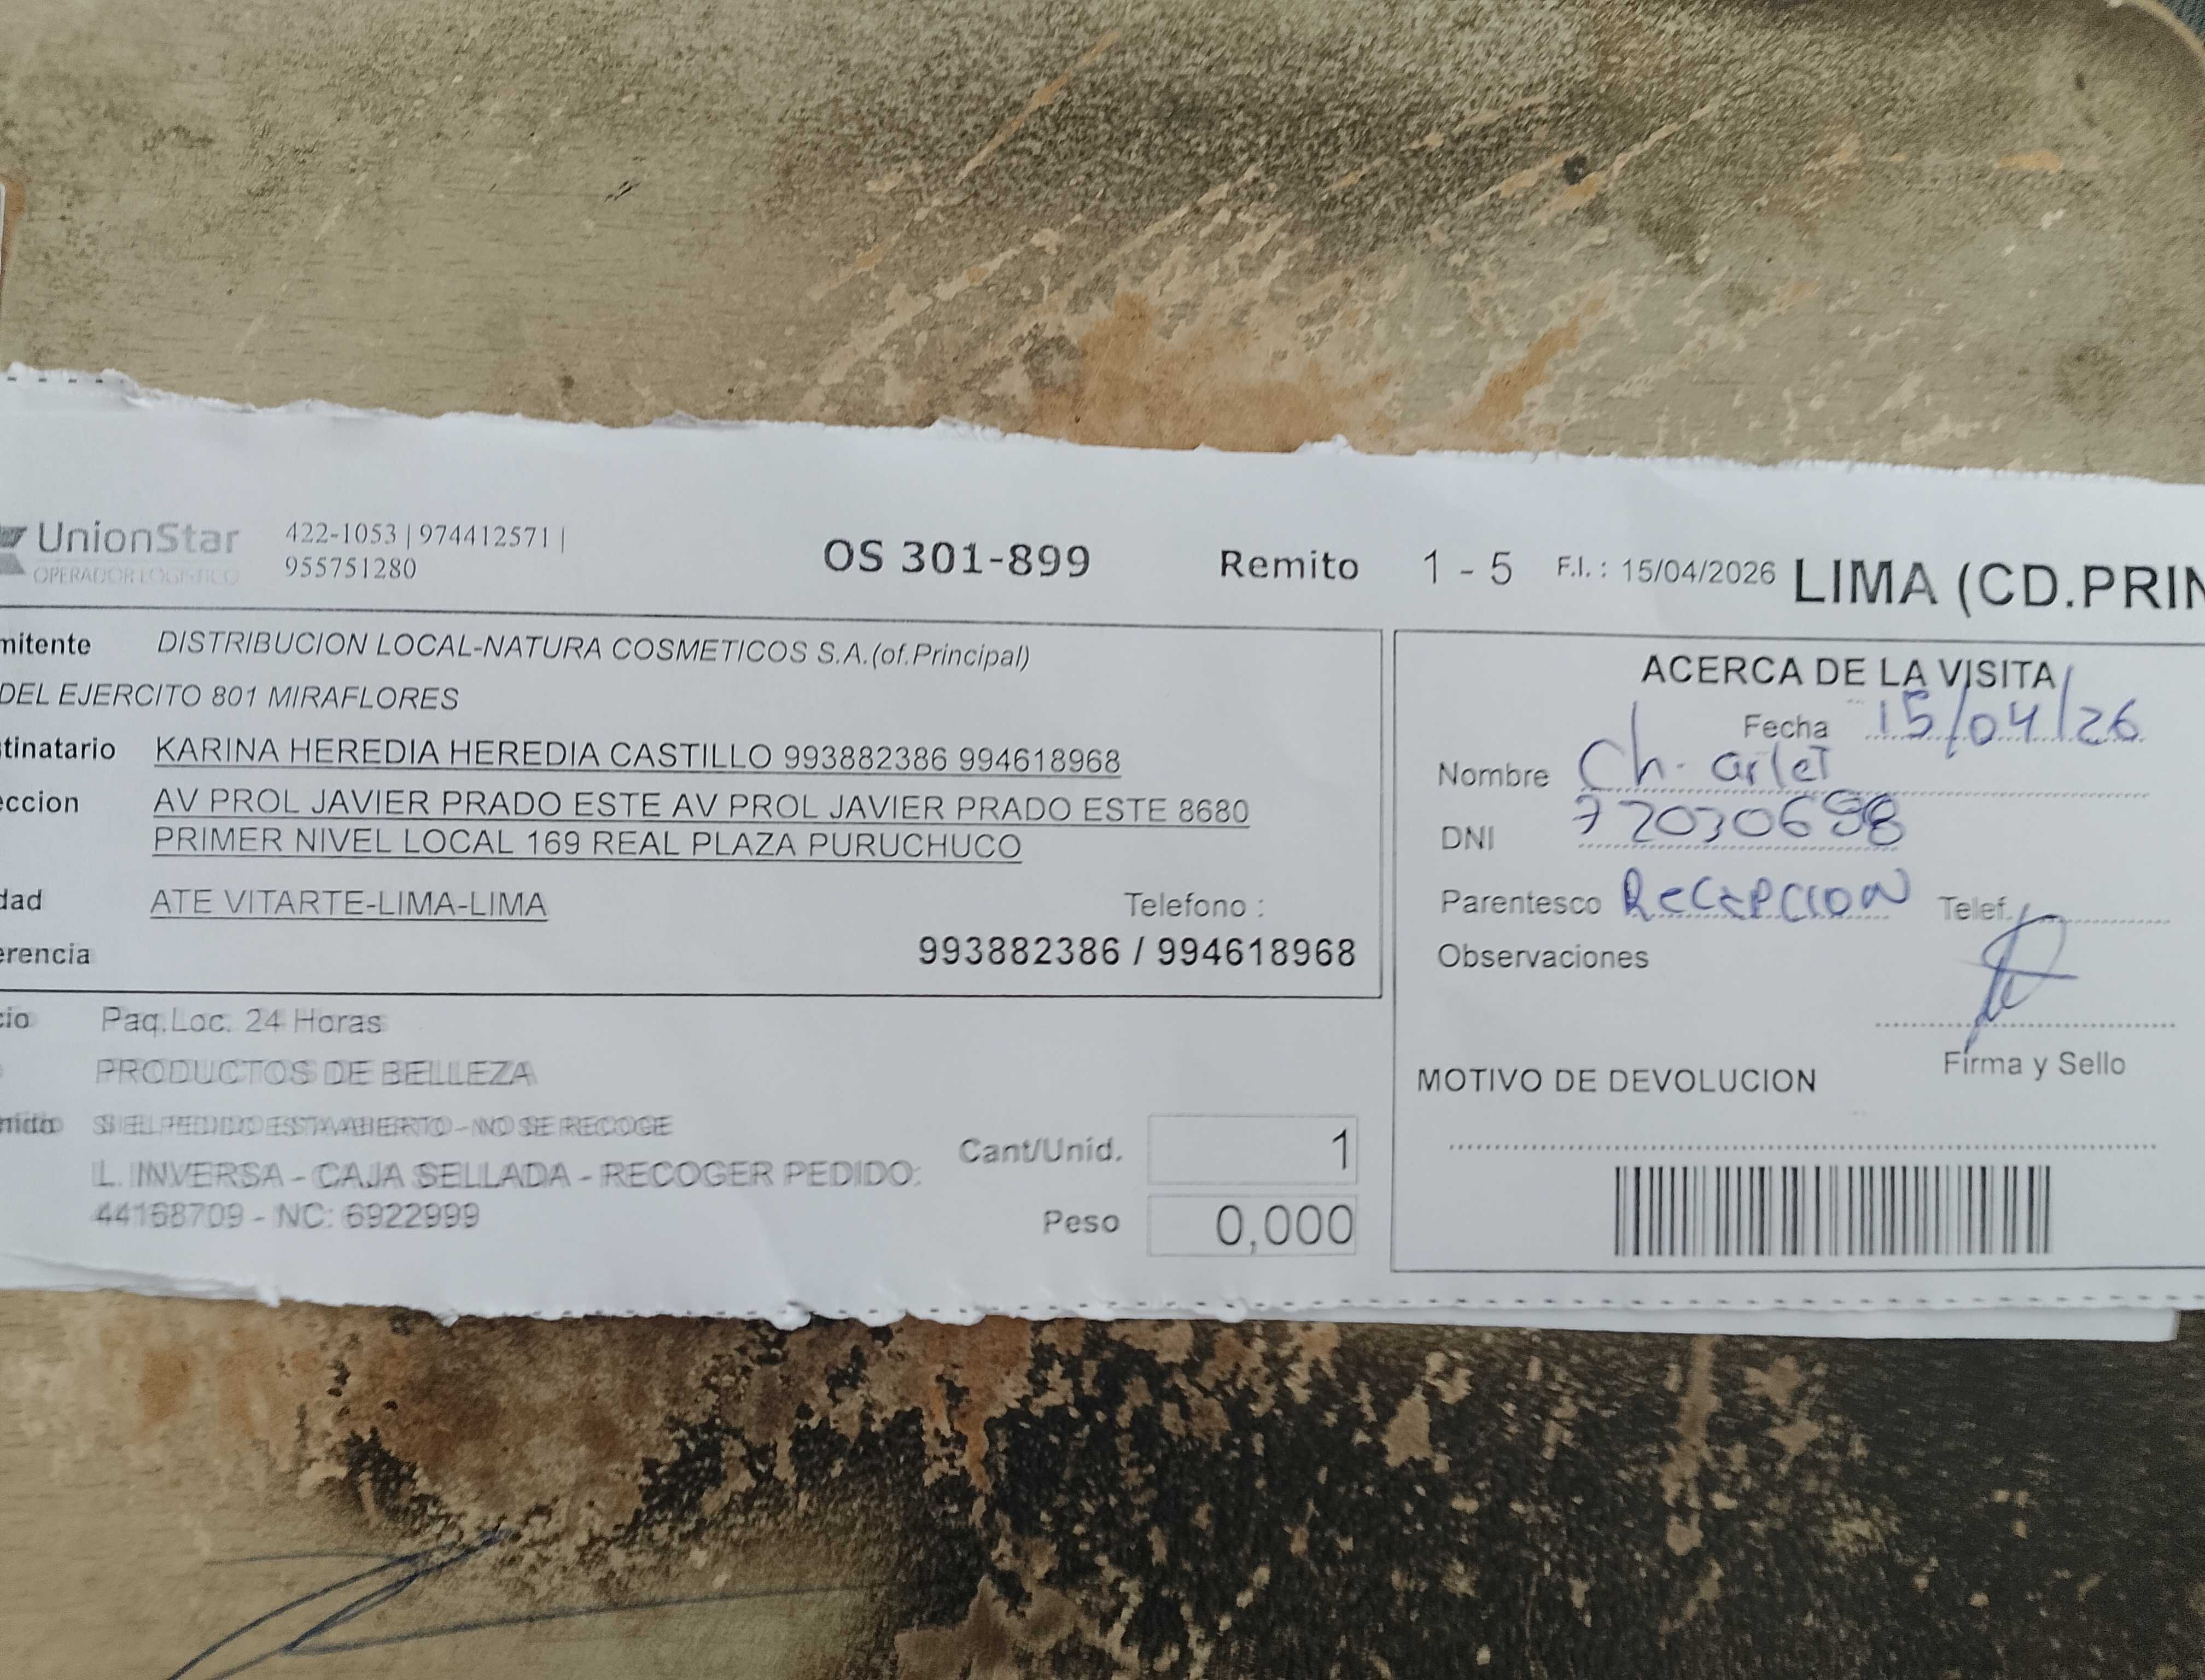 UnionStar
OPERADOR LOGISTICO
422-1053 | 974412571 |
955751280
OS 301-899 Remito 1 - 5 F.I. : 15/04/2026 LIMA (CD.PRIN
mitente DISTRIBUCION LOCAL-NATURA COSMETICOS S.A.(of.Principal)
DEL EJERCITO 801 MIRAFLORES
tinatario KARINA HEREDIA HEREDIA CASTILLO 993882386 994618968
eccion AV PROL JAVIER PRADO ESTE AV PROL JAVIER PRADO ESTE 8680
PRIMER NIVEL LOCAL 169 REAL PLAZA PURUCHUCO
dad ATE VITARTE-LIMA-LIMA Telefono :
erencia 993882386 / 994618968
cio Paq.Loc. 24 Horas
PRODUCTOS DE BELLEZA
SI EL PEDIDO ESTA ABIERTO - NO SE RECOGE
L. INVERSA - CAJA SELLADA - RECOGER PEDIDO:
44168709 - NC: 6922999
Cant/Unid. 1
Peso 0,000
ACERCA DE LA VISITA
Fecha 15/04/26
Nombre Ch. arlet
DNI
Parentesco RECEPCION Telef.
Observaciones
Firma y Sello
MOTIVO DE DEVOLUCION